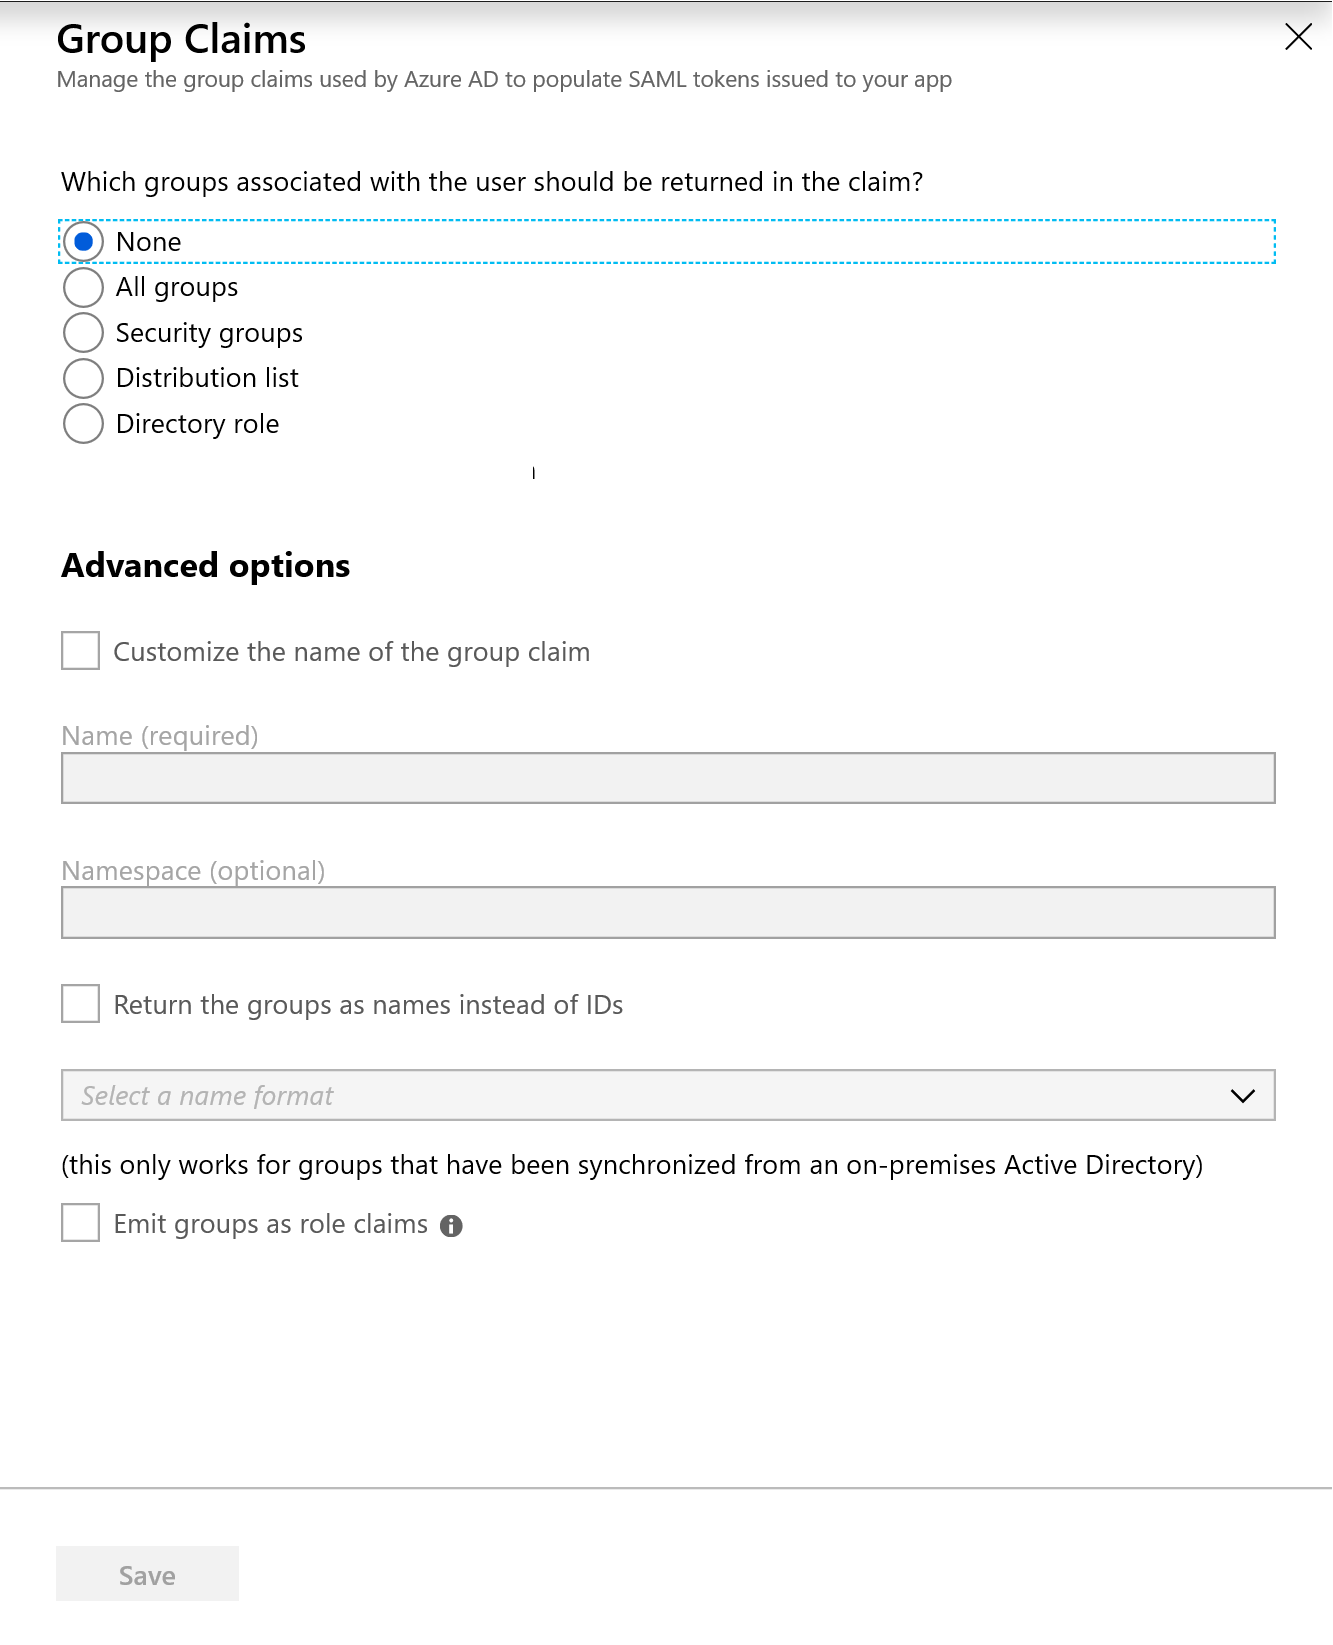 Group Claims
Manage the group claims used by Azure AD to populate SAML tokens issued to your app
Which groups associated with the user should be returned in the claim?
None
All groups
Security groups
Distribution list
Directory role
Advanced options
Customize the name of the group claim
Name (required)
Namespace (optional)
Return the groups as names instead of IDs
Select a name format
(this only works for groups that have been synchronized from an on-premises Active Directory)
Emit groups as role claims
Save